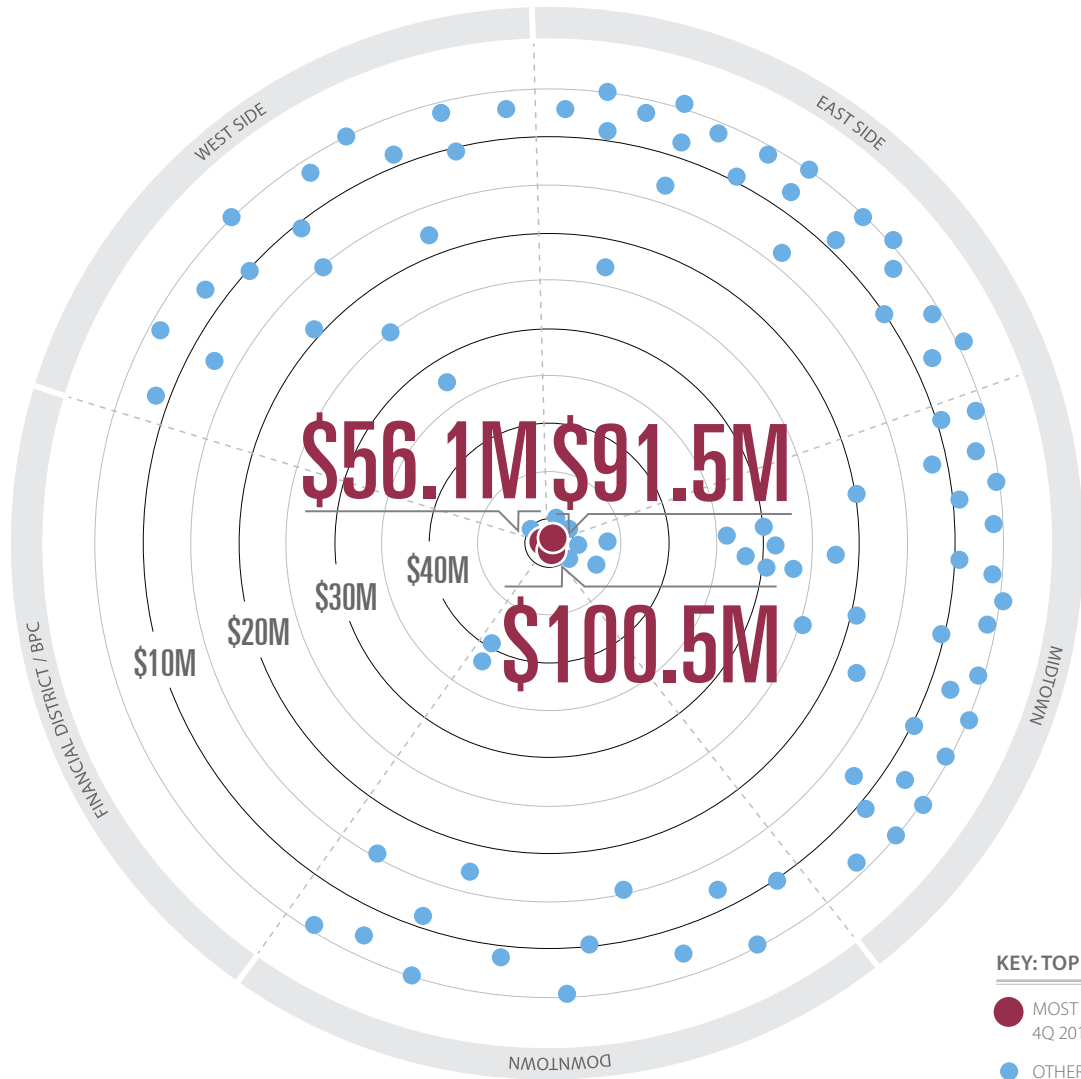 WEST SIDE
EAST SIDE
$56.1M
$91.5M
$40M
$30M
$20M
$10M
$100.5M
FINANCIAL DISTRICT / BPC
MIDTOWN
DOWNTOWN
KEY: TOP
MOST
4Q 201
OTHER